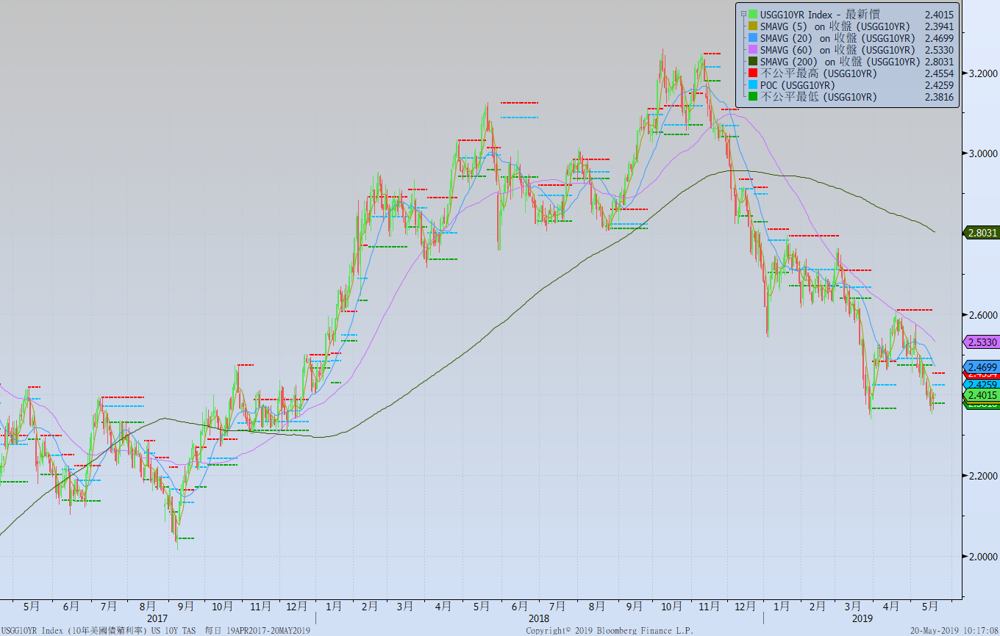 USGG10YR Index - 最新價 2.4015
SMAVG (5) on 收盤 (USGG10YR) 2.3941
SMAVG (20) on 收盤 (USGG10YR) 2.4699
SMAVG (60) on 收盤 (USGG10YR) 2.5330
SMAVG (200) on 收盤 (USGG10YR) 2.8031
不公平最高 (USGG10YR) 2.4554
POC (USGG10YR) 2.4259
不公平最低 (USGG10YR) 2.3816
3.2000
3.0000
2.8031
2.6000
2.5330
2.4699
2.4259
2.4015
2.2000
2.0000
5月 6月 7月 8月 9月 10月 11月 12月 1月 2月 3月 4月 5月 6月 7月 8月 9月 10月 11月 12月 1月 2月 3月 4月 5月
2017 2018 2019
USGG10YR Index (10年美國債殖利率) US 10Y TAS 每日 19APR2017-20MAY2019 Copyright© 2019 Bloomberg Finance L.P. 20-May-2019 10:17:08